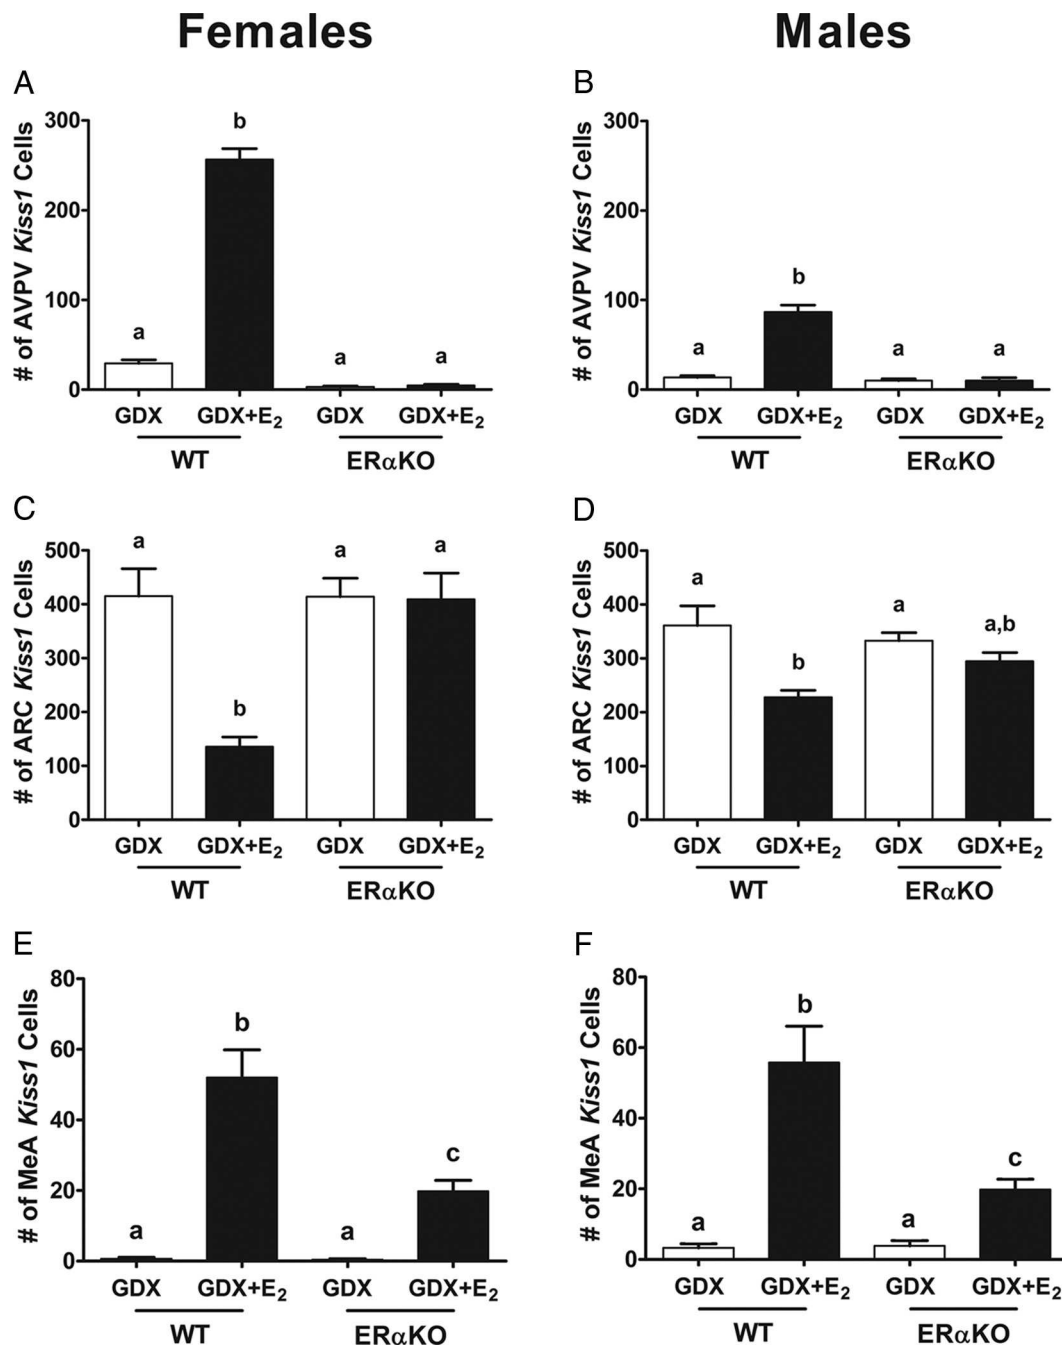 Females
Males
A
# of AVPV Kiss1 Cells
300
200
100
0
a
b
a
a
GDX
GDX+E₂
GDX
GDX+E₂
WT
ERαKO
B
# of AVPV Kiss1 Cells
300
200
100
0
a
b
a
a
GDX
GDX+E₂
GDX
GDX+E₂
WT
ERαKO
C
# of ARC Kiss1 Cells
500
400
300
200
100
0
a
b
a
a
GDX
GDX+E₂
GDX
GDX+E₂
WT
ERαKO
D
# of ARC Kiss1 Cells
500
400
300
200
100
0
a
b
a
a,b
GDX
GDX+E₂
GDX
GDX+E₂
WT
ERαKO
E
# of MeA Kiss1 Cells
80
60
40
20
0
a
b
a
c
GDX
GDX+E₂
GDX
GDX+E₂
WT
ERαKO
F
# of MeA Kiss1 Cells
80
60
40
20
0
a
b
a
c
GDX
GDX+E₂
GDX
GDX+E₂
WT
ERαKO